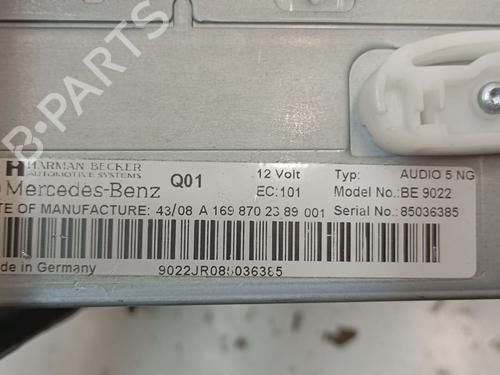 B-PARTS
HARMAN BECKER
AUTOMOTIVE SYSTEMS
Mercedes-Benz
Q01
12 Volt
Typ: AUDIO 5 NG
EC:101
Model No.:BE 9022
TE OF MANUFACTURE: 43/08 A 169 870 23 89 001 Serial No.:85036385
de in Germany
9022JR085036385